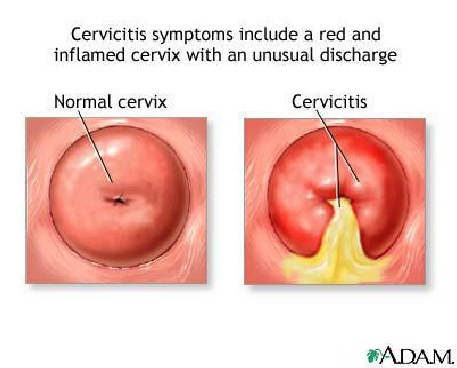 Cervicitis symptoms include a red and
inflamed cervix with an unusual discharge
Normal cervix
Cervicitis
A.D.A.M.